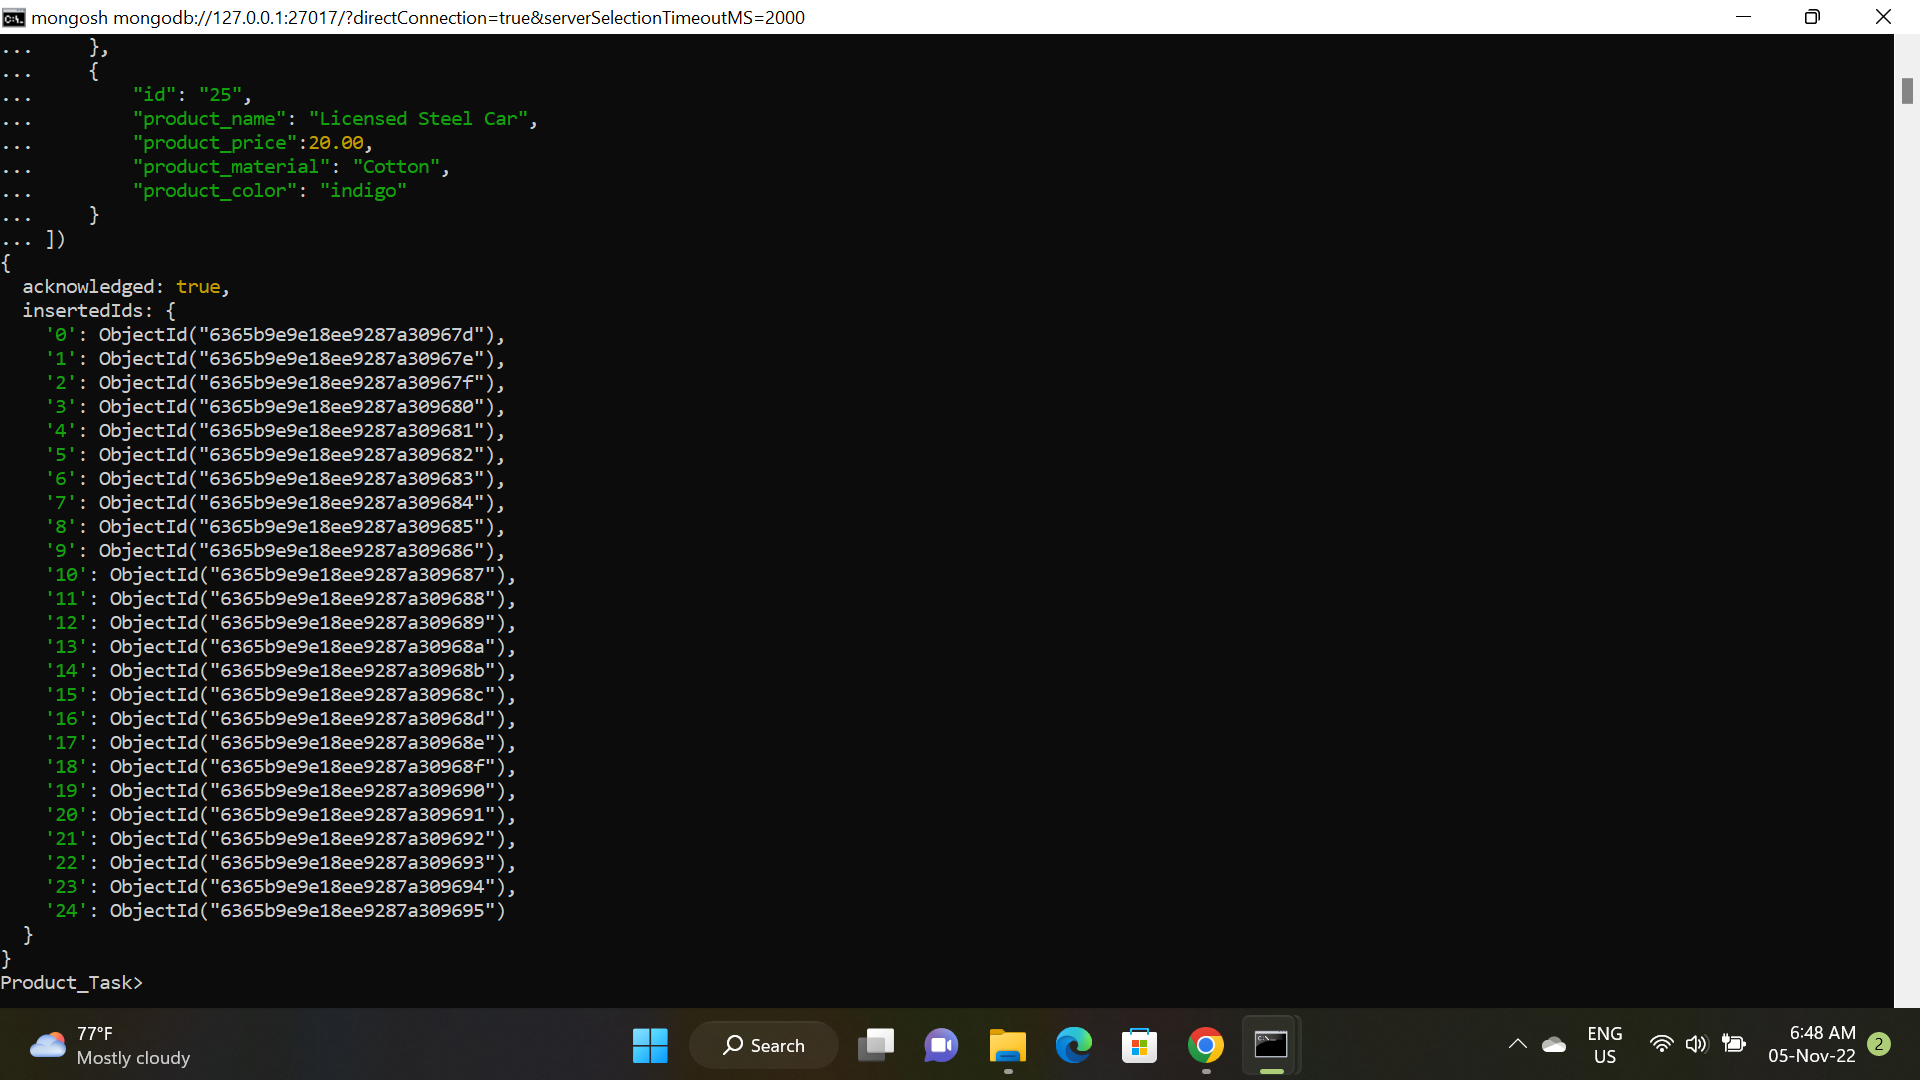 mongosh mongodb://127.0.0.1:27017/?directConnection=true&serverSelectionTimeoutMS=2000
...     },
...     {
...         "id": "25",
...         "product_name": "Licensed Steel Car",
...         "product_price":20.00,
...         "product_material": "Cotton",
...         "product_color": "indigo"
...     }
... ])
{
  acknowledged: true,
  insertedIds: {
    '0': ObjectId("6365b9e9e18ee9287a30967d"),
    '1': ObjectId("6365b9e9e18ee9287a30967e"),
    '2': ObjectId("6365b9e9e18ee9287a30967f"),
    '3': ObjectId("6365b9e9e18ee9287a309680"),
    '4': ObjectId("6365b9e9e18ee9287a309681"),
    '5': ObjectId("6365b9e9e18ee9287a309682"),
    '6': ObjectId("6365b9e9e18ee9287a309683"),
    '7': ObjectId("6365b9e9e18ee9287a309684"),
    '8': ObjectId("6365b9e9e18ee9287a309685"),
    '9': ObjectId("6365b9e9e18ee9287a309686"),
    '10': ObjectId("6365b9e9e18ee9287a309687"),
    '11': ObjectId("6365b9e9e18ee9287a309688"),
    '12': ObjectId("6365b9e9e18ee9287a309689"),
    '13': ObjectId("6365b9e9e18ee9287a30968a"),
    '14': ObjectId("6365b9e9e18ee9287a30968b"),
    '15': ObjectId("6365b9e9e18ee9287a30968c"),
    '16': ObjectId("6365b9e9e18ee9287a30968d"),
    '17': ObjectId("6365b9e9e18ee9287a30968e"),
    '18': ObjectId("6365b9e9e18ee9287a30968f"),
    '19': ObjectId("6365b9e9e18ee9287a309690"),
    '20': ObjectId("6365b9e9e18ee9287a309691"),
    '21': ObjectId("6365b9e9e18ee9287a309692"),
    '22': ObjectId("6365b9e9e18ee9287a309693"),
    '23': ObjectId("6365b9e9e18ee9287a309694"),
    '24': ObjectId("6365b9e9e18ee9287a309695")
  }
}
Product_Task>
77°F
Mostly cloudy
Search
ENG
US
6:48 AM
05-Nov-22
2